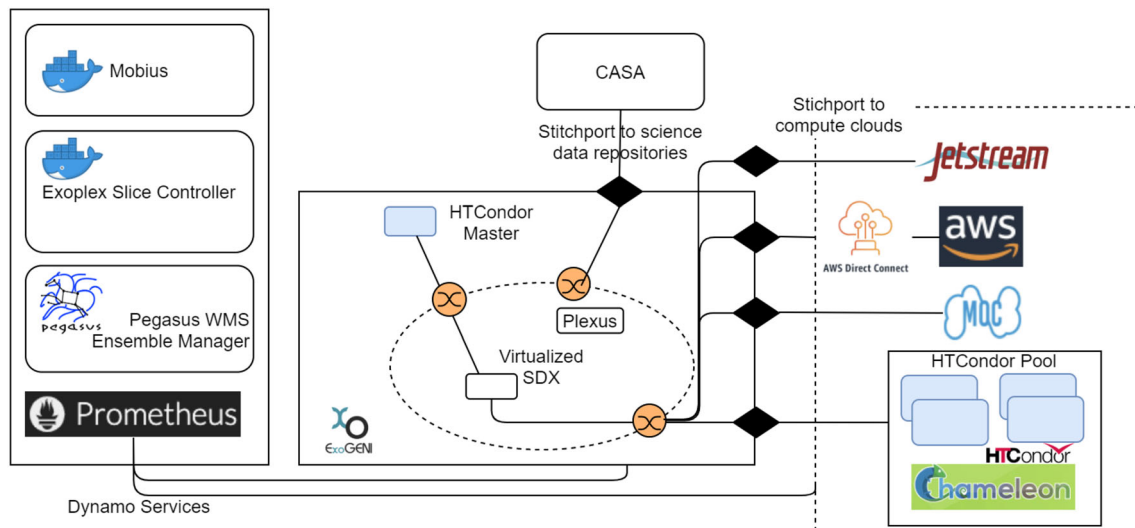 Mobius
Exoplex Slice Controller
pegasus
Pegasus WMS
Ensemble Manager
Prometheus
Dynamo Services
CASA
Stitchport to science
data repositories
HTCondor
Master
Plexus
Virtualized
SDX
ExoGENI
Stichport to
compute clouds
Jetstream
AWS Direct Connect
aws
MOC
HTCondor Pool
HTCondor
Chameleon